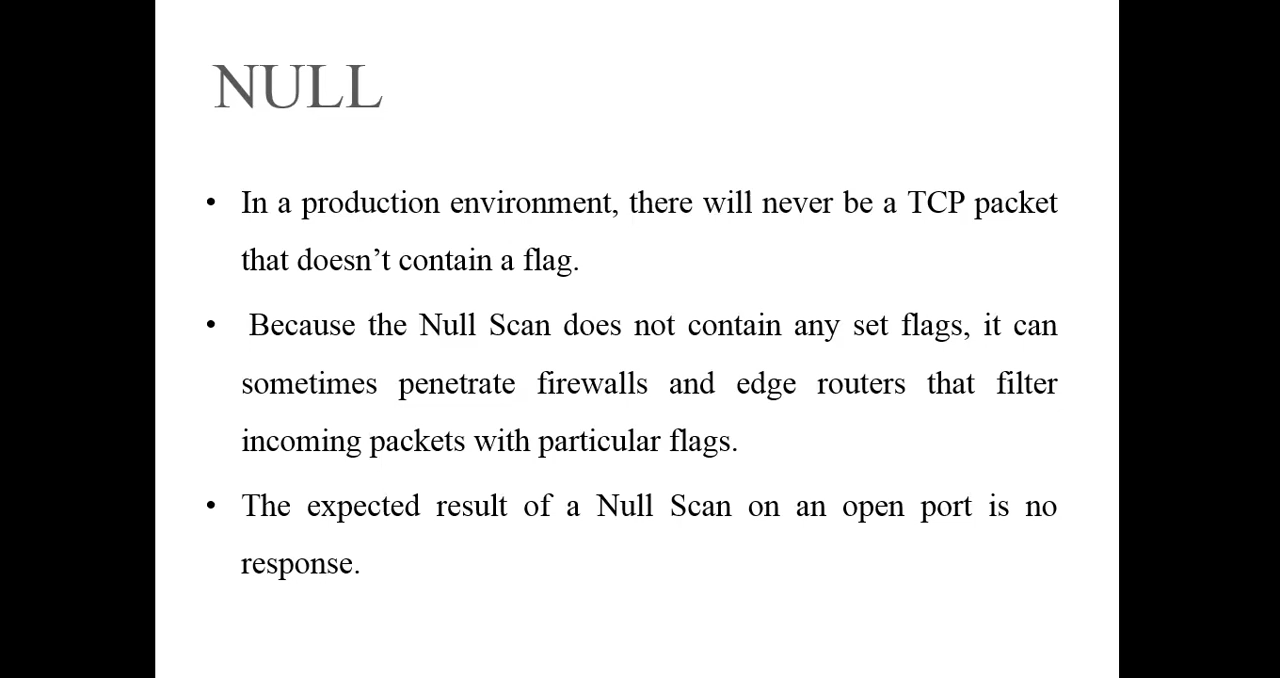 NULL
• In a production environment, there will never be a TCP packet
that doesn’t contain a flag.
• Because the Null Scan does not contain any set flags, it can
sometimes penetrate firewalls and edge routers that filter
incoming packets with particular flags.
• The expected result of a Null Scan on an open port is no
response.